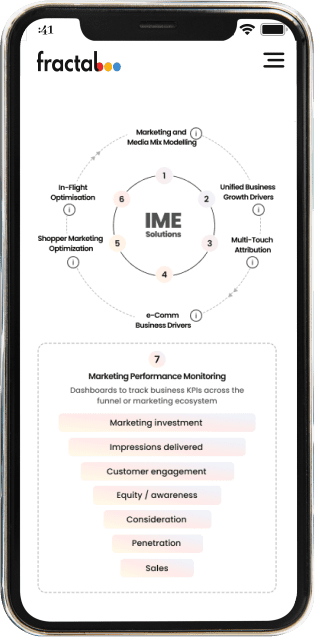 :41
fractal
Marketing and
Media Mix Modelling
i
In-Flight
Optimisation
i
Unified Business
Growth Drivers
i
1
6
2
IME
Solutions
5
3
4
Shopper Marketing
Optimization
i
Multi-Touch
Attribution
i
e-Comm
Business Drivers
i
7
Marketing Performance Monitoring
Dashboards to track business KPIs across the
funnel or marketing ecosystem
Marketing investment
Impressions delivered
Customer engagement
Equity / awareness
Consideration
Penetration
Sales